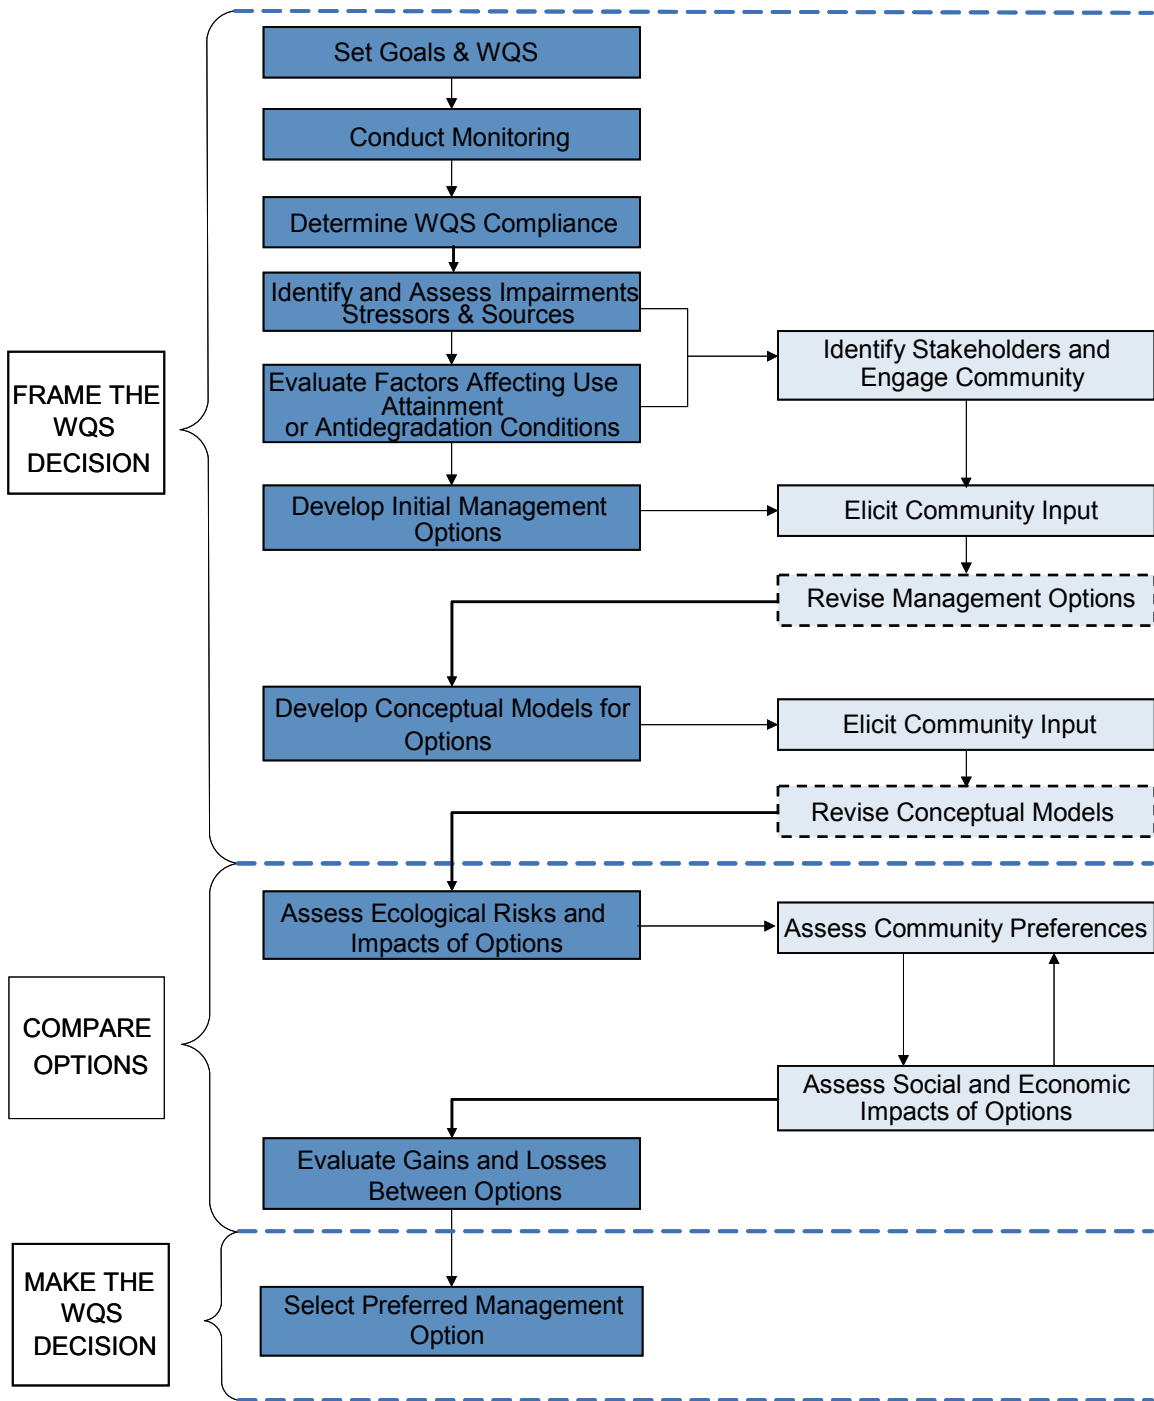 Set Goals & WQS
Conduct Monitoring
Determine WQS Compliance
Identify and Assess Impairments
Stressors & Sources
Identify Stakeholders and
Engage Community
FRAME THE
WQS
DECISION
Evaluate Factors Affecting Use
Attainment
or Antidegradation Conditions
Develop Initial Management
Options
Elicit Community Input
Revise Management Options
Develop Conceptual Models for
Options
Elicit Community Input
Revise Conceptual Models
Assess Ecological Risks and
Impacts of Options
Assess Community Preferences
COMPARE
OPTIONS
Assess Social and Economic
Impacts of Options
Evaluate Gains and Losses
Between Options
MAKE THE
WQS
DECISION
Select Preferred Management
Option